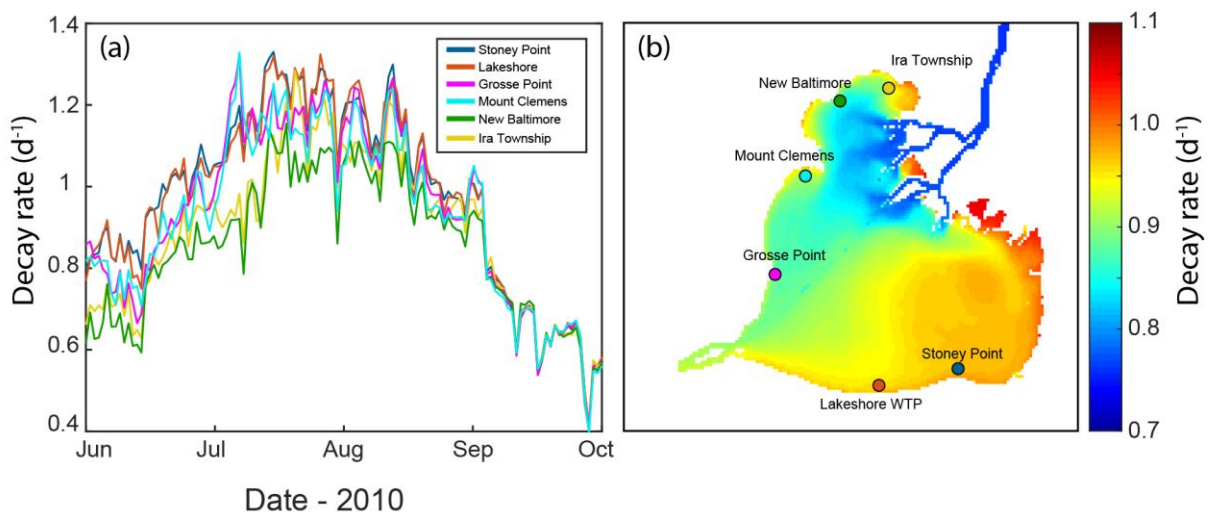 (a)
Decay rate (d⁻¹)
1.4
1.2
1
0.8
0.6
0.4
Jun
Jul
Aug
Sep
Oct
Date - 2010
Stoney Point
Lakeshore
Grosse Point
Mount Clemens
New Baltimore
Ira Township
(b)
Ira Township
New Baltimore
Mount Clemens
Grosse Point
Stoney Point
Lakeshore WTP
1.1
1.0
0.9
0.8
0.7
Decay rate (d⁻¹)